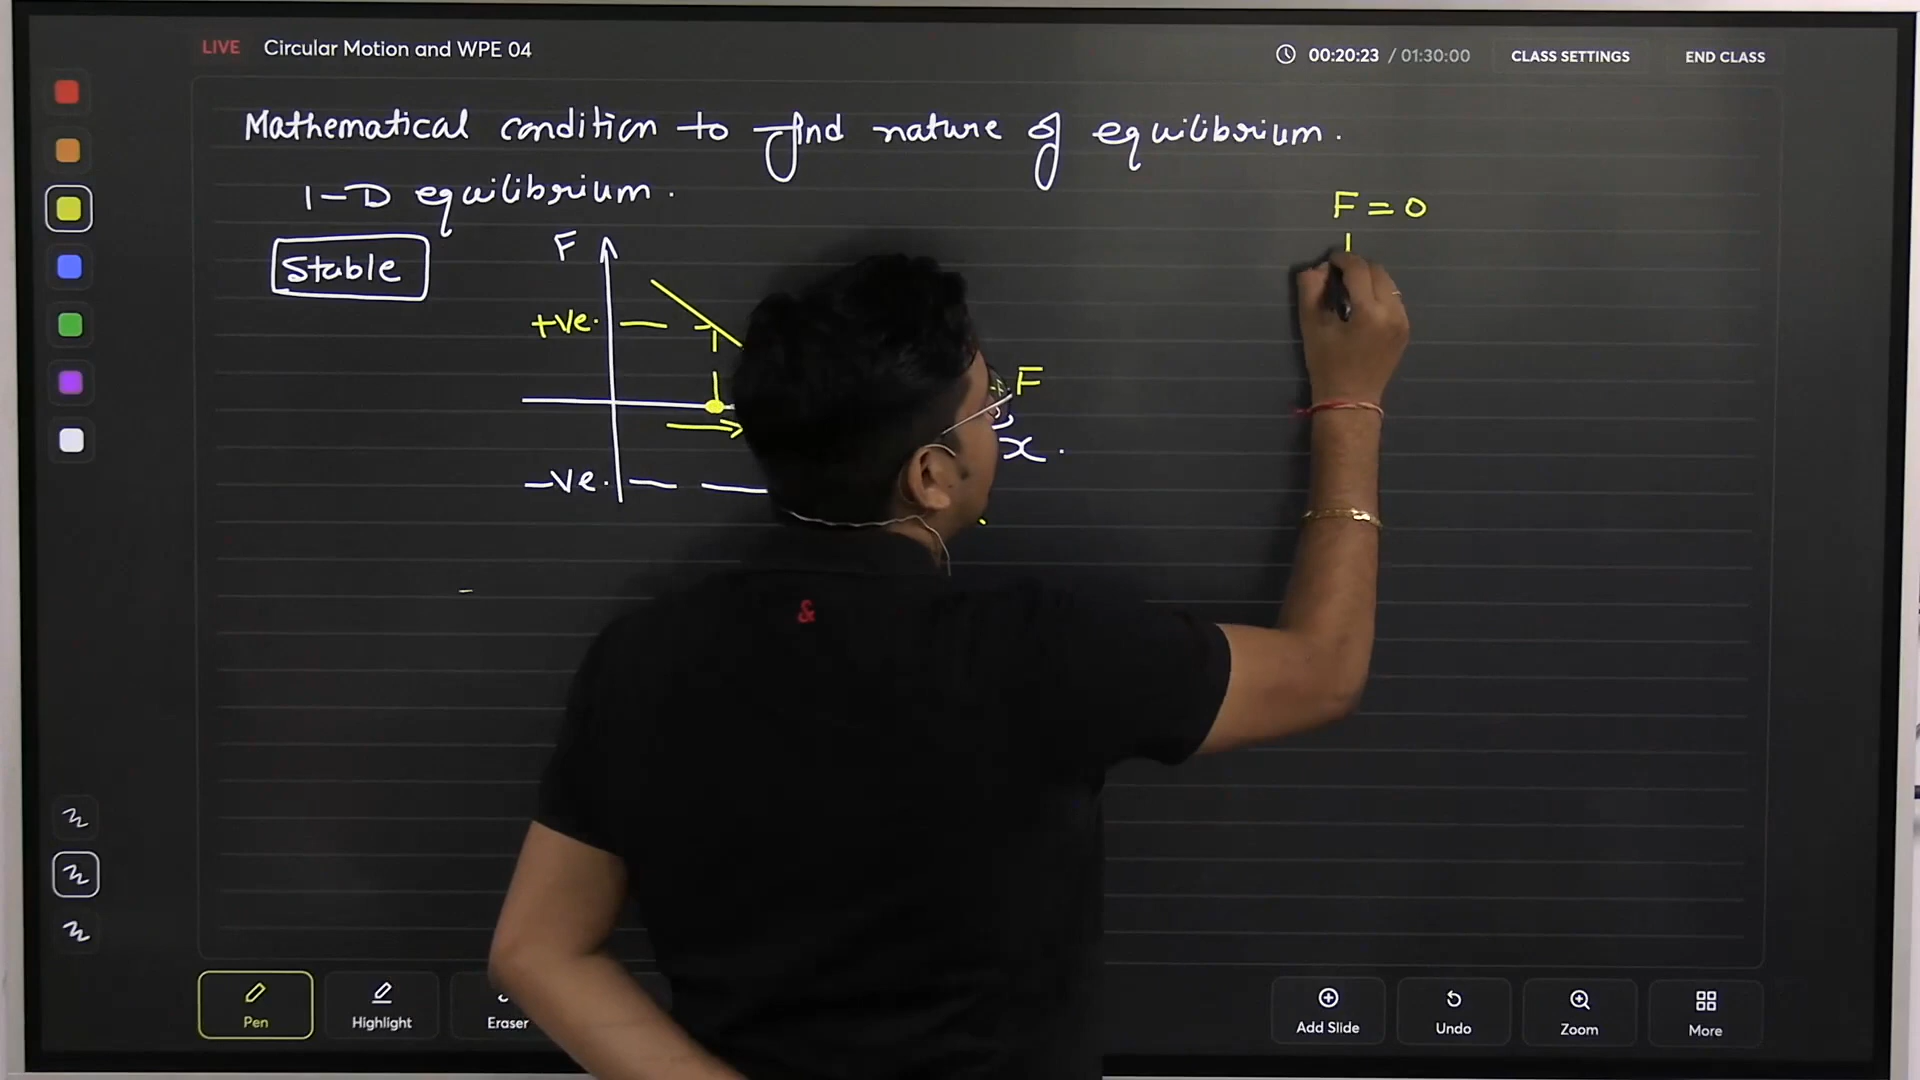 LIVE Circular Motion and WPE 04 00:20:23 / 01:30:00 CLASS SETTINGS END CLASS
Mathematical condition to find nature of equilibrium.
1-D equilibrium.
F = 0
Stable
F
+ve.
F
x.
-ve.
&
Pen Highlight Eraser Add Slide Undo Zoom More